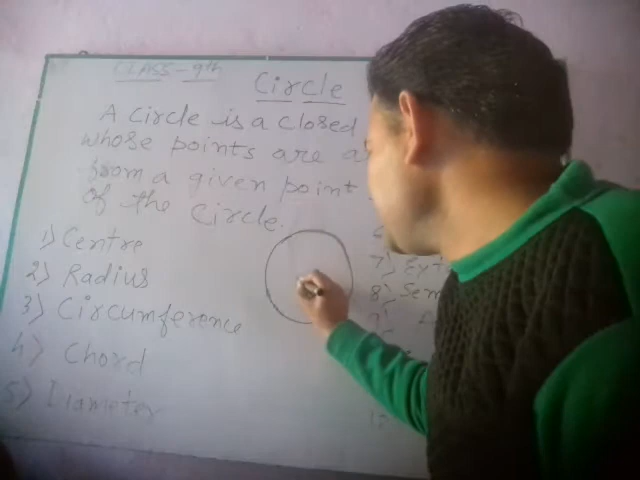 CLASS - 9th
Circle
A Circle is a closed
whose points are a
from a given point
of the Circle.
1) Centre
2) Radius
3) Circumference
4) Chord
5) Diameter
7) Ext
8) Sem